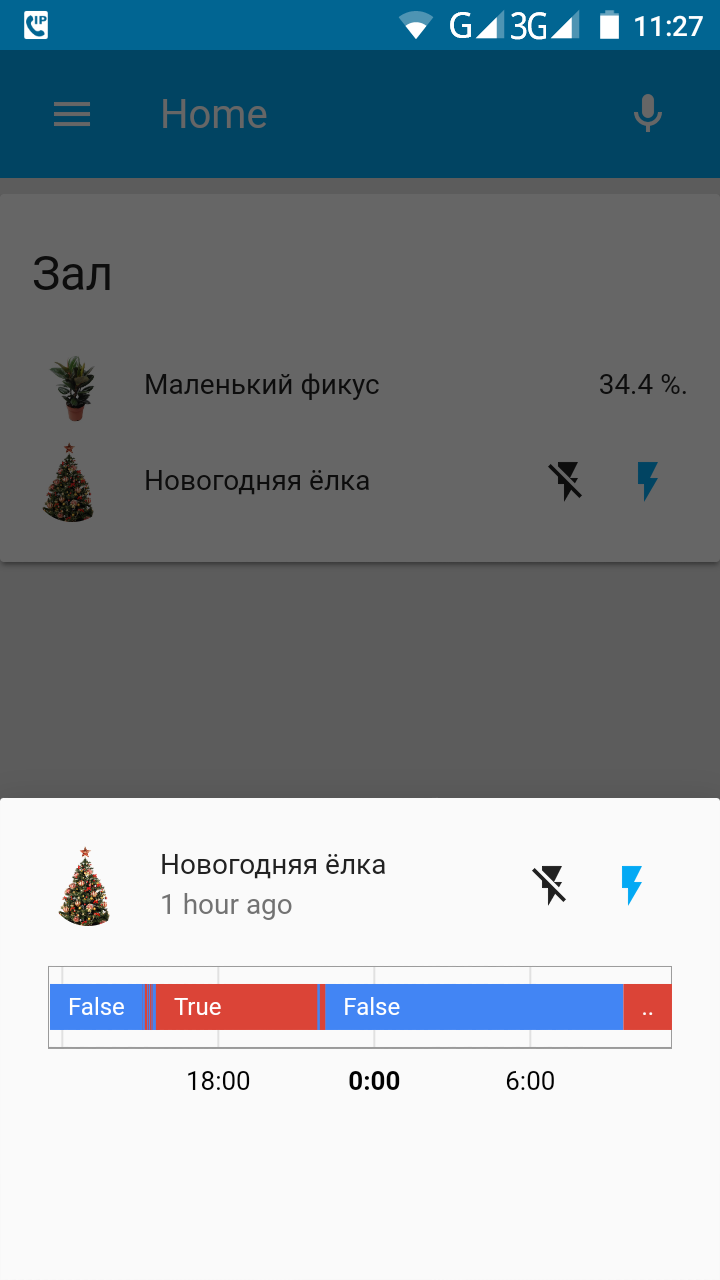 IP G 3G 11:27
Home
Зал
Маленький фикус 34.4 %.
Новогодняя ёлка
Новогодняя ёлка
1 hour ago
False True False ..
18:00 0:00 6:00